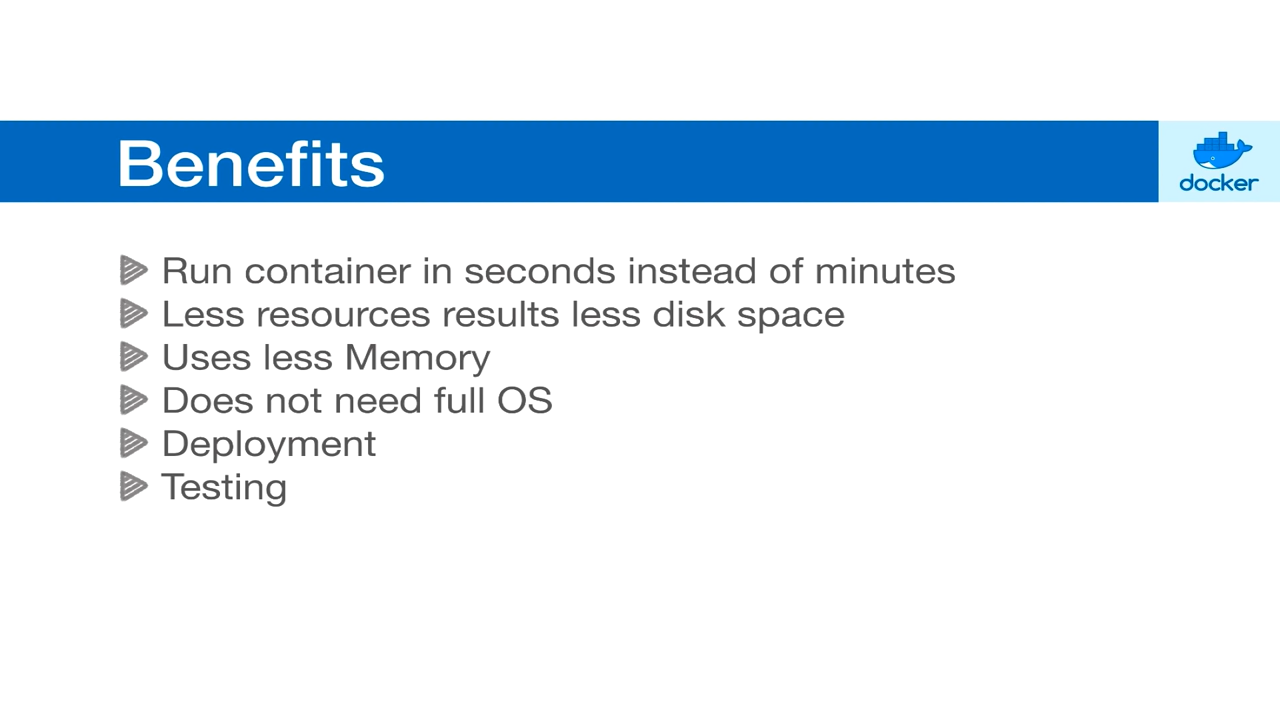 Benefits
docker
Run container in seconds instead of minutes
Less resources results less disk space
Uses less Memory
Does not need full OS
Deployment
Testing